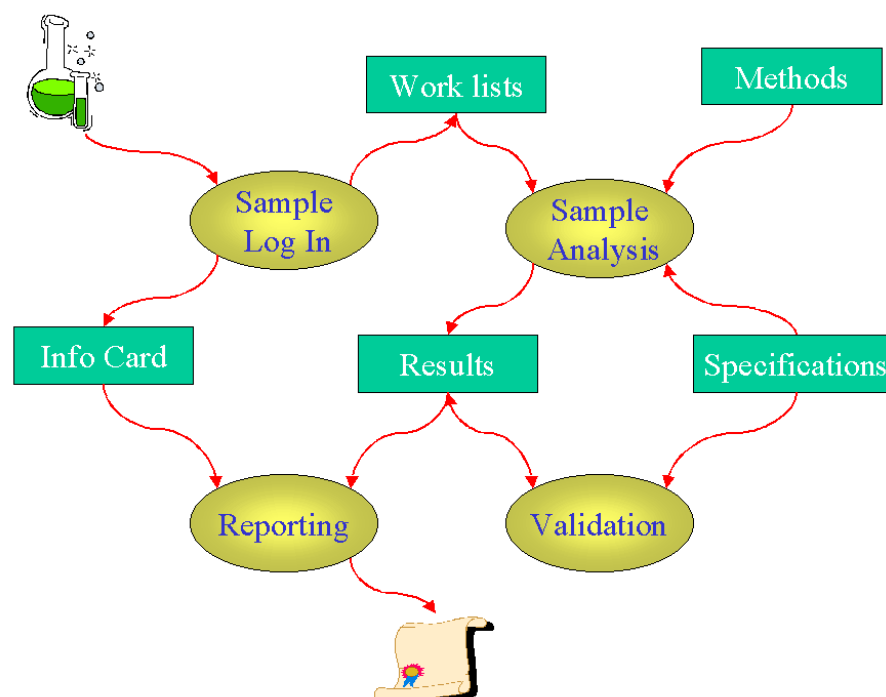 Work lists
Methods
Sample
Log In
Sample
Analysis
Info Card
Results
Specifications
Reporting
Validation